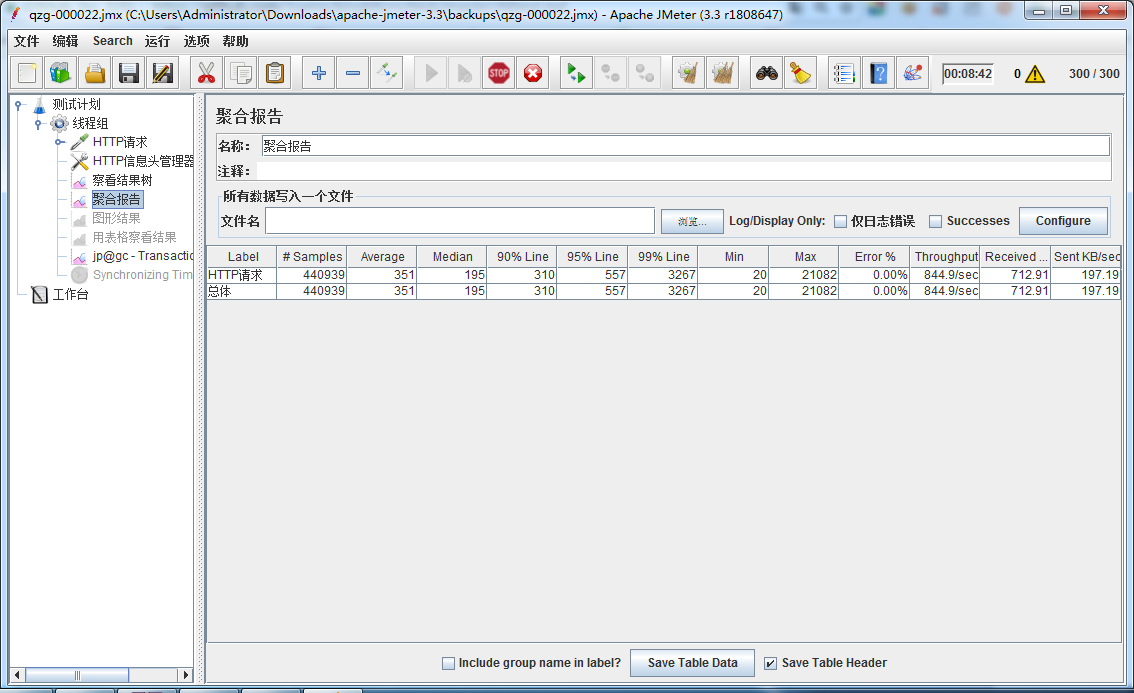 qzg-000022.jmx (C:\Users\Administrator\Downloads\apache-jmeter-3.3\backups\qzg-000022.jmx) - Apache JMeter (3.3 r1808647)
文件 编辑 Search 运行 选项 帮助
STOP 00:08:42 0 300 / 300
测试计划
线程组
HTTP请求
HTTP信息头管理器
察看结果树
聚合报告
图形结果
用表格察看结果
jp@gc - Transactic
Synchronizing Tim
工作台
聚合报告
名称： 聚合报告
注释：
所有数据写入一个文件
文件名 浏览... Log/Display Only: 仅日志错误 Successes Configure
Label # Samples Average Median 90% Line 95% Line 99% Line Min Max Error % Throughput Received ... Sent KB/sec
HTTP请求 440939 351 195 310 557 3267 20 21082 0.00% 844.9/sec 712.91 197.19
总体 440939 351 195 310 557 3267 20 21082 0.00% 844.9/sec 712.91 197.19
Include group name in label? Save Table Data Save Table Header